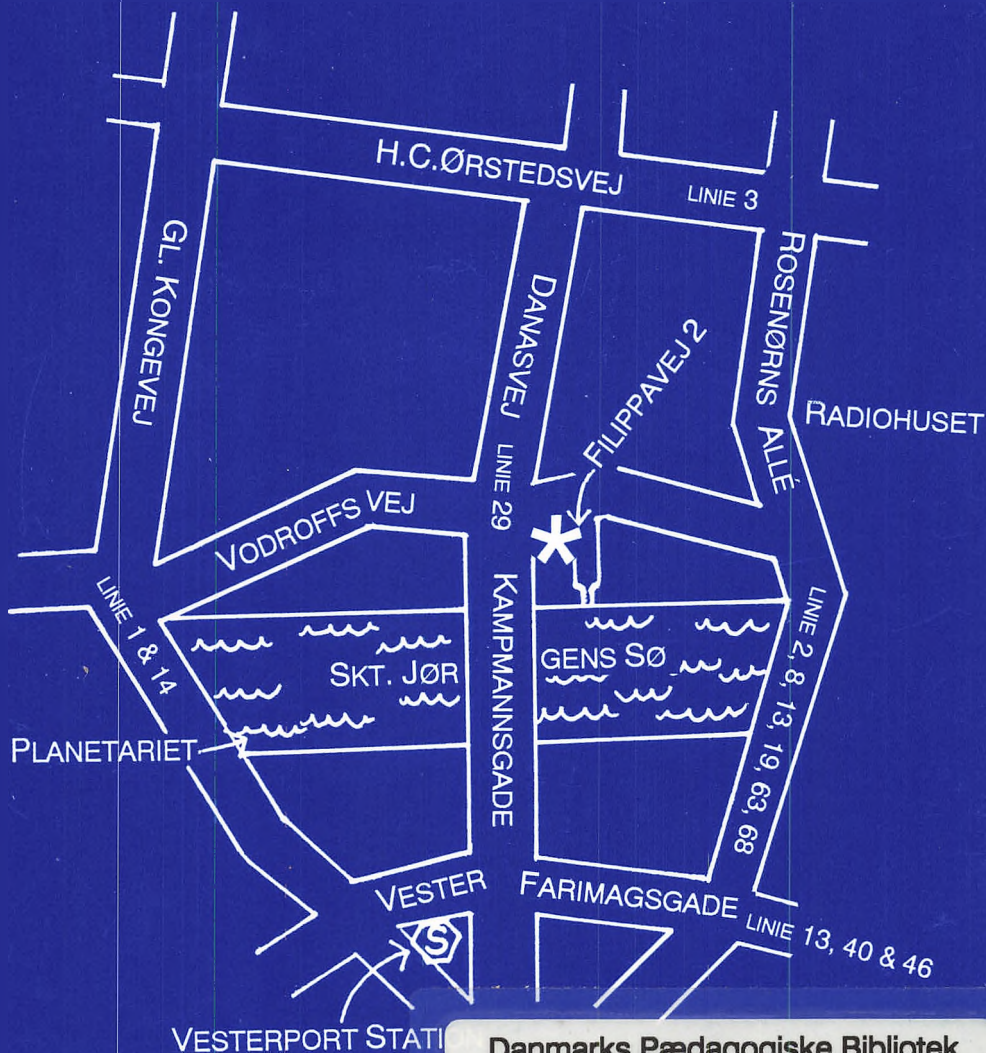 H.C.ØRSTEDSVEJ
LINIE 3
GL. KONGEVEJ
DANASVEJ
LINIE 29
ROSENØRNS ALLÉ
FILIPPAVEJ 2
RADIOHUSET
VODROFFS VEJ
*
KAMPMANNSGADE
LINIE 1 & 14
LINIE 2, 8, 13, 19, 63, 68
SKT. JØR
GENS SØ
PLANETARIET
VESTER
FARIMAGSGADE
LINIE 13, 40 & 46
S
VESTERPORT STATION
Danmarks Pædagogiske Bibliotek